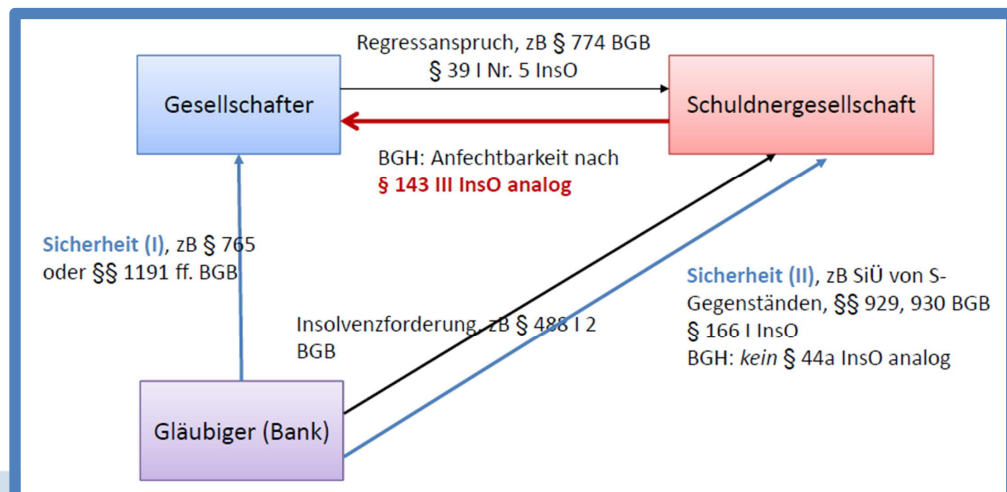 Regressanspruch, zB § 774 BGB
§ 39 I Nr. 5 InsO
Gesellschafter
Schuldnergesellschaft
BGH: Anfechtbarkeit nach
§ 143 III InsO analog
Sicherheit (I), zB § 765
oder §§ 1191 ff. BGB
Sicherheit (II), zB SiÜ von S-
Gegenständen, §§ 929, 930 BGB
§ 166 I InsO
BGH: kein § 44a InsO analog
Insolvenzforderung, zB § 488 I 2
BGB
Gläubiger (Bank)